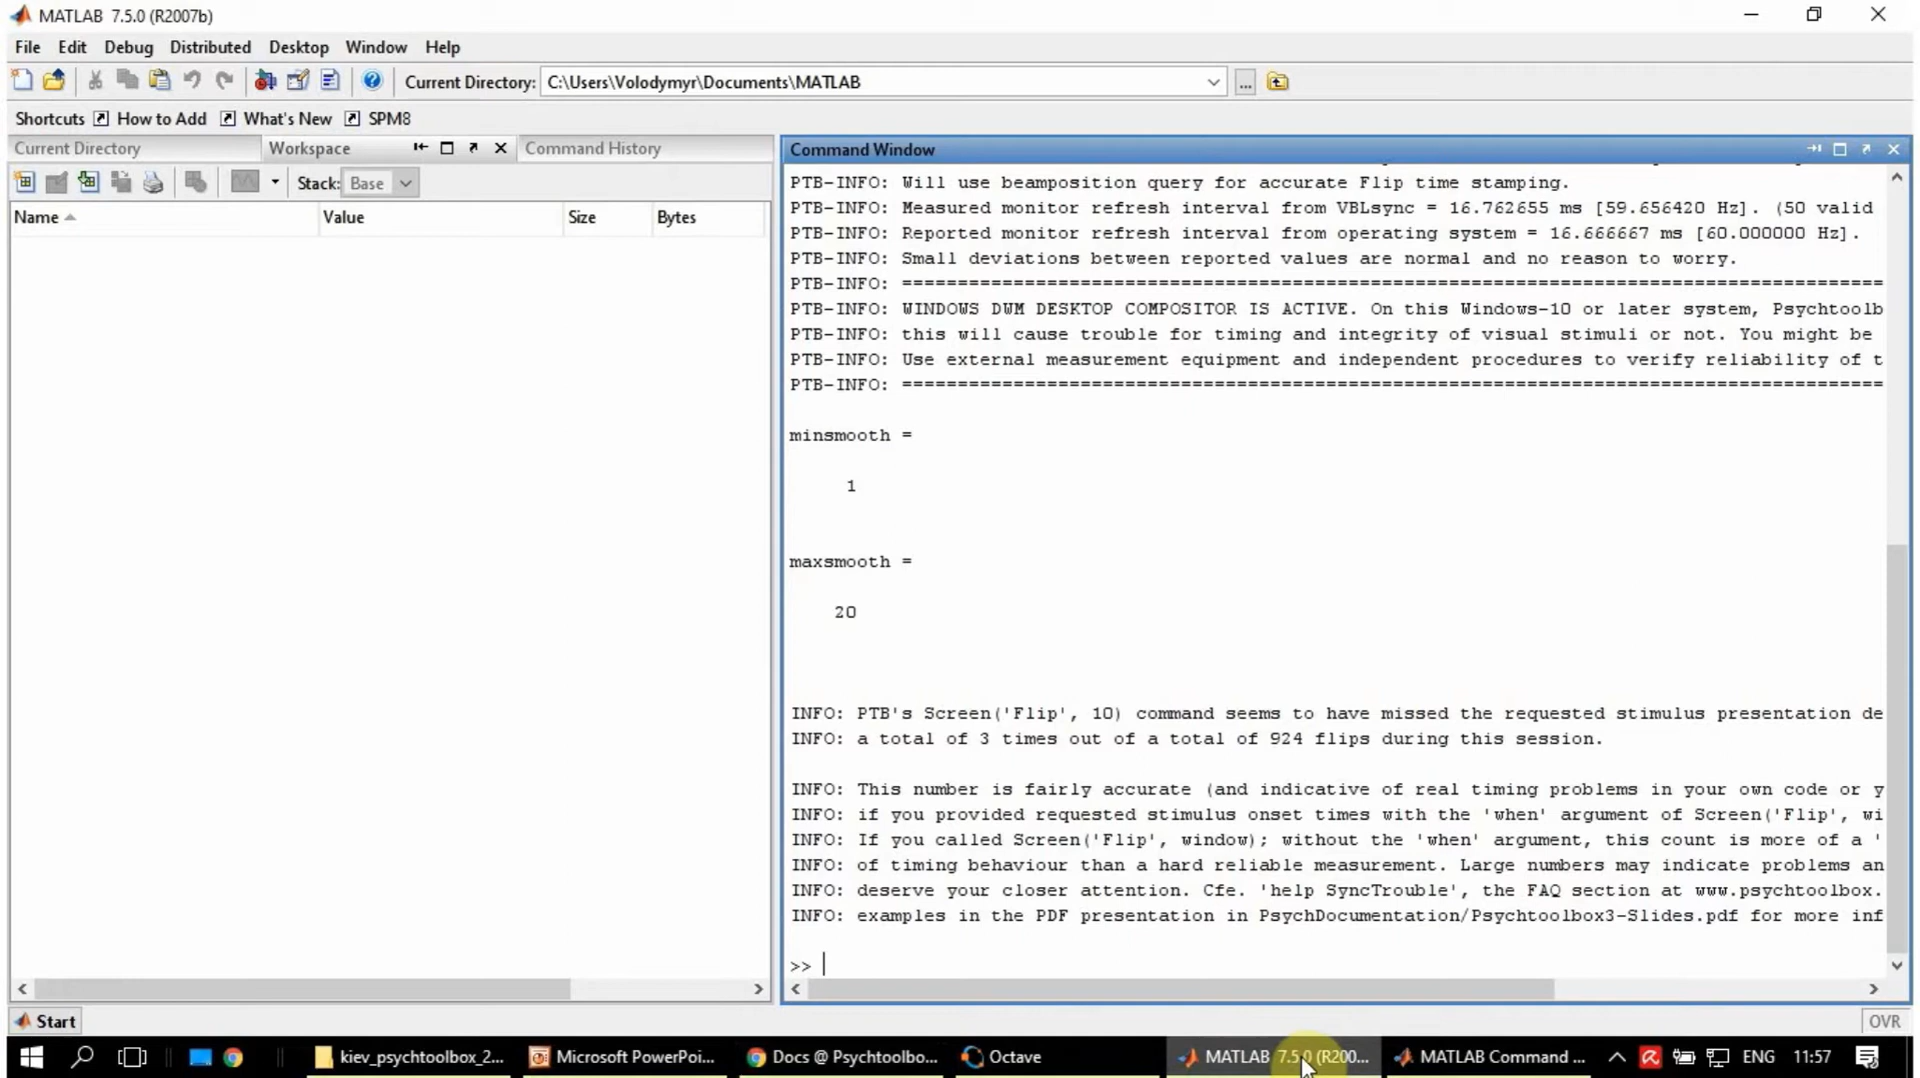 MATLAB 7.5.0 (R2007b)
File Edit Debug Distributed Desktop Window Help
Current Directory: C:\Users\Volodymyr\Documents\MATLAB ...
Shortcuts How to Add What's New SPM8
Current Directory Workspace Command History
Stack: Base
Name Value Size Bytes
Command Window
PTB-INFO: Will use beamposition query for accurate Flip time stamping.
PTB-INFO: Measured monitor refresh interval from VBLsync = 16.762655 ms [59.656420 Hz]. (50 valid
PTB-INFO: Reported monitor refresh interval from operating system = 16.666667 ms [60.000000 Hz].
PTB-INFO: Small deviations between reported values are normal and no reason to worry.
PTB-INFO: ========================================================================================
PTB-INFO: WINDOWS DWM DESKTOP COMPOSITOR IS ACTIVE. On this Windows-10 or later system, Psychtoolb
PTB-INFO: this will cause trouble for timing and integrity of visual stimuli or not. You might be
PTB-INFO: Use external measurement equipment and independent procedures to verify reliability of t
PTB-INFO: ========================================================================================
minsmooth =
1
maxsmooth =
20
INFO: PTB's Screen('Flip', 10) command seems to have missed the requested stimulus presentation de
INFO: a total of 3 times out of a total of 924 flips during this session.
INFO: This number is fairly accurate (and indicative of real timing problems in your own code or y
INFO: if you provided requested stimulus onset times with the 'when' argument of Screen('Flip', wi
INFO: If you called Screen('Flip', window); without the 'when' argument, this count is more of a '
INFO: of timing behaviour than a hard reliable measurement. Large numbers may indicate problems an
INFO: deserve your closer attention. Cfe. 'help SyncTrouble', the FAQ section at www.psychtoolbox.
INFO: examples in the PDF presentation in PsychDocumentation/Psychtoolbox3-Slides.pdf for more inf
>>
Start
OVR
kiev_psychtoolbox_2... Microsoft PowerPoi... Docs @ Psychtoolbo... Octave MATLAB 7.5.0 (R200... MATLAB Command ... ENG 11:57